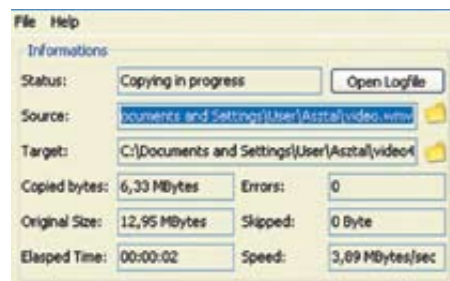 File Help
Informations
Status: Copying in progress Open Logfile
Source: ocuments and Settings\User\Asztal\video.wmv
Target: C:\Documents and Settings\User\Asztal\video4
Copied bytes: 6,33 MBytes Errors: 0
Original Size: 12,95 MBytes Skipped: 0 Byte
Elasped Time: 00:00:02 Speed: 3,89 MBytes/sec